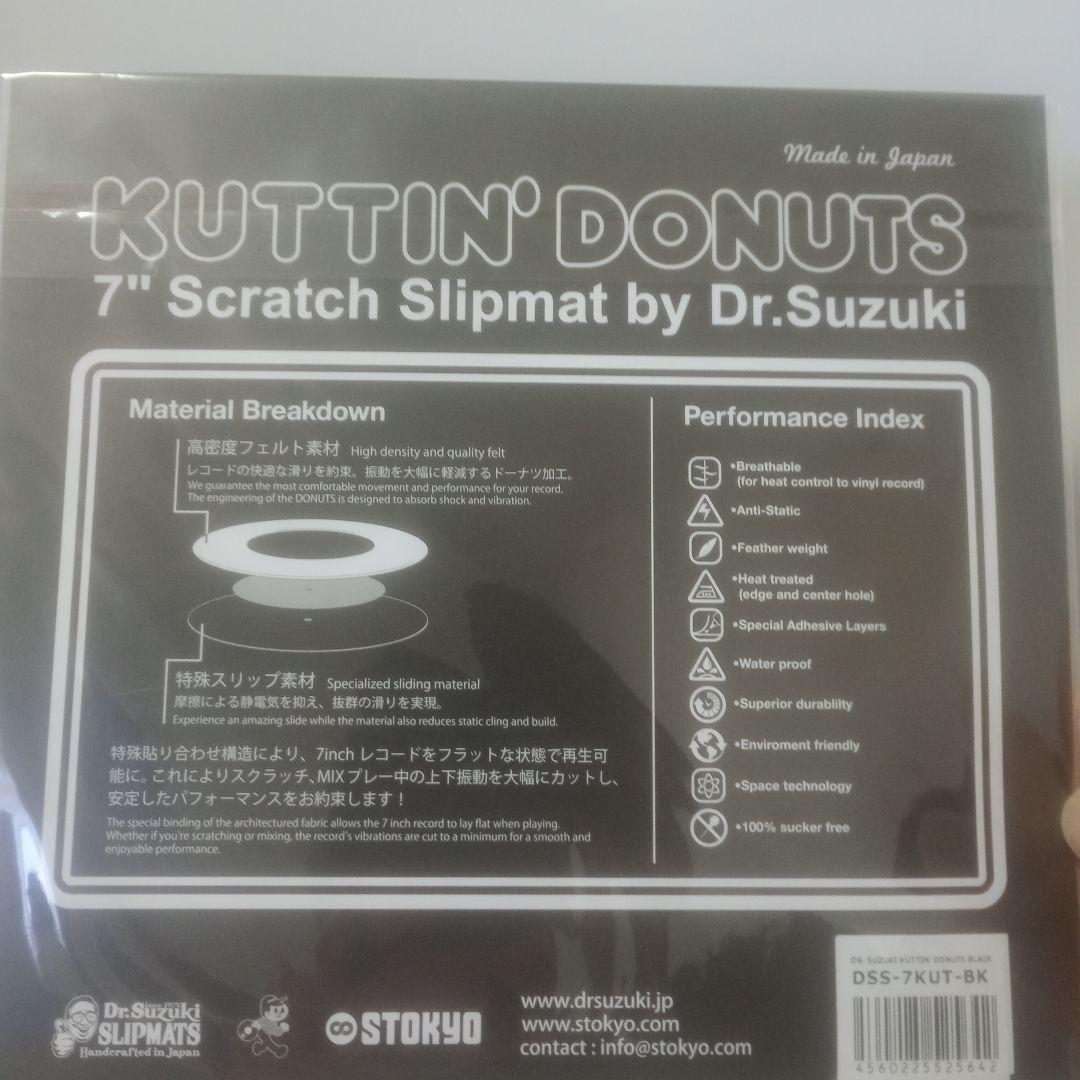 Made in Japan
KUTTIN' DONUTS
7" Scratch Slipmat by Dr.Suzuki
Material Breakdown
高密度フェルト素材 High density and quality felt
レコードの快適な滑りを約束。振動を大幅に軽減するドーナツ加工。
We guarantee the most comfortable movement and performance for your record.
The engineering of the DONUTS is designed to absorb shock and vibration.
特殊スリップ素材 Specialized sliding material
摩擦による静電気を抑え、抜群の滑りを実現。
Experience an amazing slide while the material also reduces static cling and build.
特殊貼り合わせ構造により、7inch レコードをフラットな状態で再生可
能に。これによりスクラッチ、MIX プレー中の上下振動を大幅にカットし、
安定したパフォーマンスをお約束します！
The special binding of the architectured fabric allows the 7 inch record to lay flat when playing.
Whether if you're scratching or mixing, the record's vibrations are cut to a minimum for a smooth and
enjoyable performance.
Performance Index
•Breathable
(for heat control to vinyl record)
•Anti-Static
•Feather weight
•Heat treated
(edge and center hole)
•Special Adhesive Layers
•Water proof
•Superior durablilty
•Enviroment friendly
•Space technology
•100% sucker free
Dr.Suzuki
SLIPMATS
Handcrafted in Japan
STOKYO
www.drsuzuki.jp
www.stokyo.com
contact : info@stokyo.com
DR. SUZUKI KUTTIN' DONUTS BLACK
DSS-7KUT-BK
4560225525642